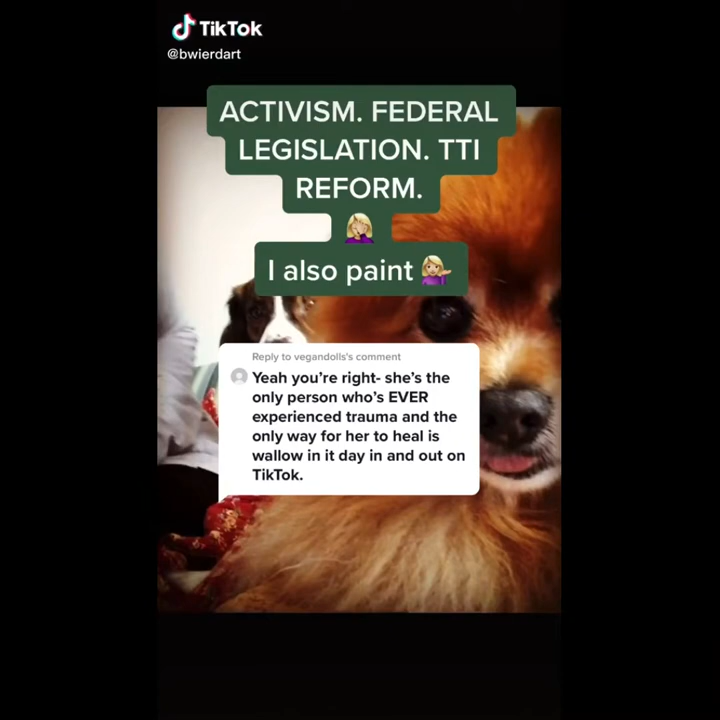 TikTok
@bwierdart
ACTIVISM. FEDERAL
LEGISLATION. TTI
REFORM.
🤦🏼‍♀️
I also paint 💁🏼‍♀️
Reply to vegandolls's comment
Yeah you're right- she's the
only person who's EVER
experienced trauma and the
only way for her to heal is
wallow in it day in and out on
TikTok.